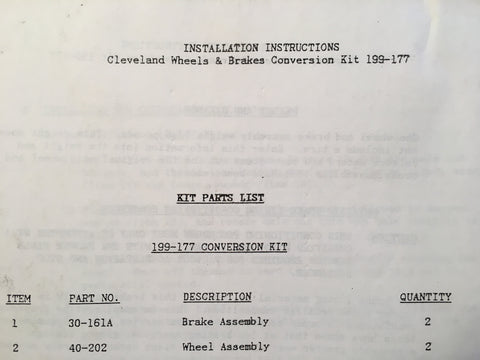 INSTALLATION INSTRUCTIONS
Cleveland Wheels & Brakes Conversion Kit 199-177
KIT PARTS LIST
199-177 CONVERSION KIT
ITEM PART NO. DESCRIPTION QUANTITY
1 30-161A Brake Assembly 2
2 40-202 Wheel Assembly 2